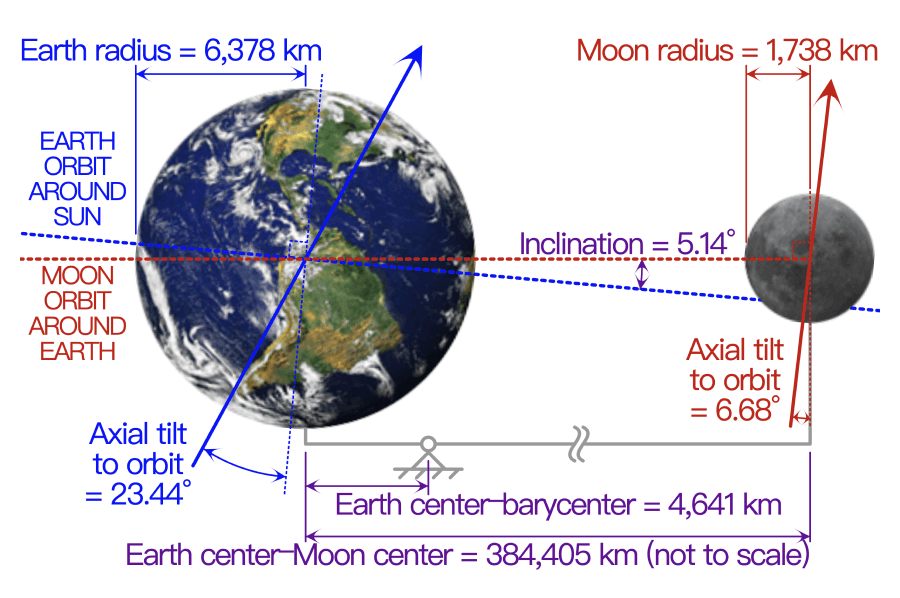 Earth radius = 6,378 km
Moon radius = 1,738 km
EARTH
ORBIT
AROUND
SUN
Inclination = 5.14°
MOON
ORBIT
AROUND
EARTH
Axial tilt
to orbit
= 6.68°
Axial tilt
to orbit
= 23.44°
Earth center–barycenter = 4,641 km
Earth center–Moon center = 384,405 km (not to scale)